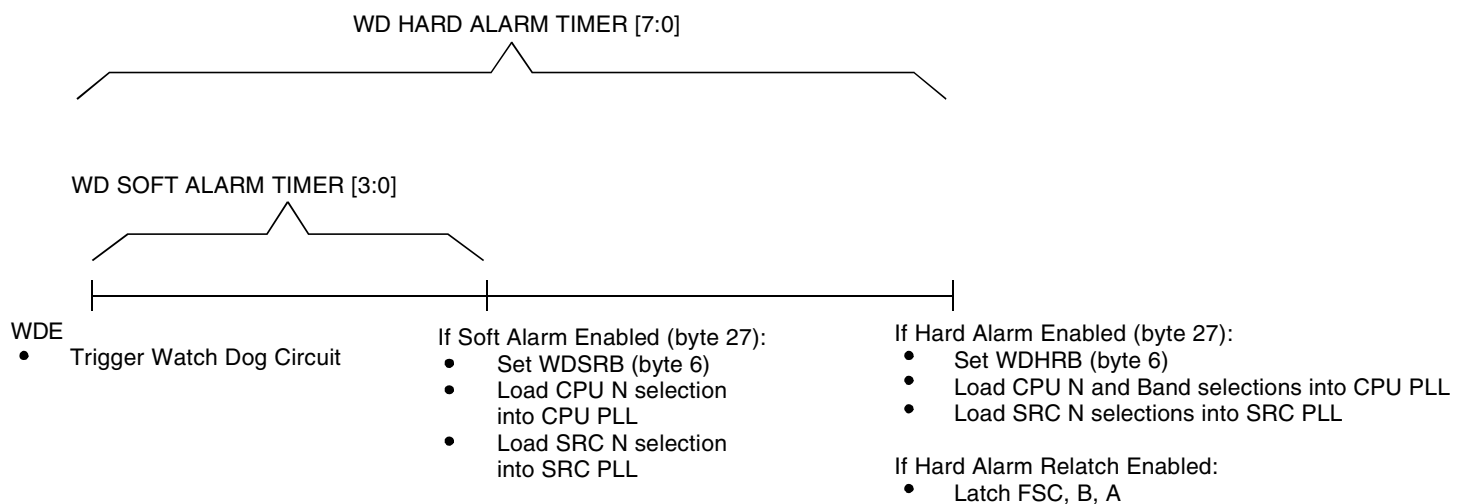 WD HARD ALARM TIMER [7:0]
WD SOFT ALARM TIMER [3:0]
WDE
• Trigger Watch Dog Circuit
If Soft Alarm Enabled (byte 27):
• Set WDSRB (byte 6)
• Load CPU N selection
into CPU PLL
• Load SRC N selection
into SRC PLL
If Hard Alarm Enabled (byte 27):
• Set WDHRB (byte 6)
• Load CPU N and Band selections into CPU PLL
• Load SRC N selections into SRC PLL
If Hard Alarm Relatch Enabled:
• Latch FSC, B, A